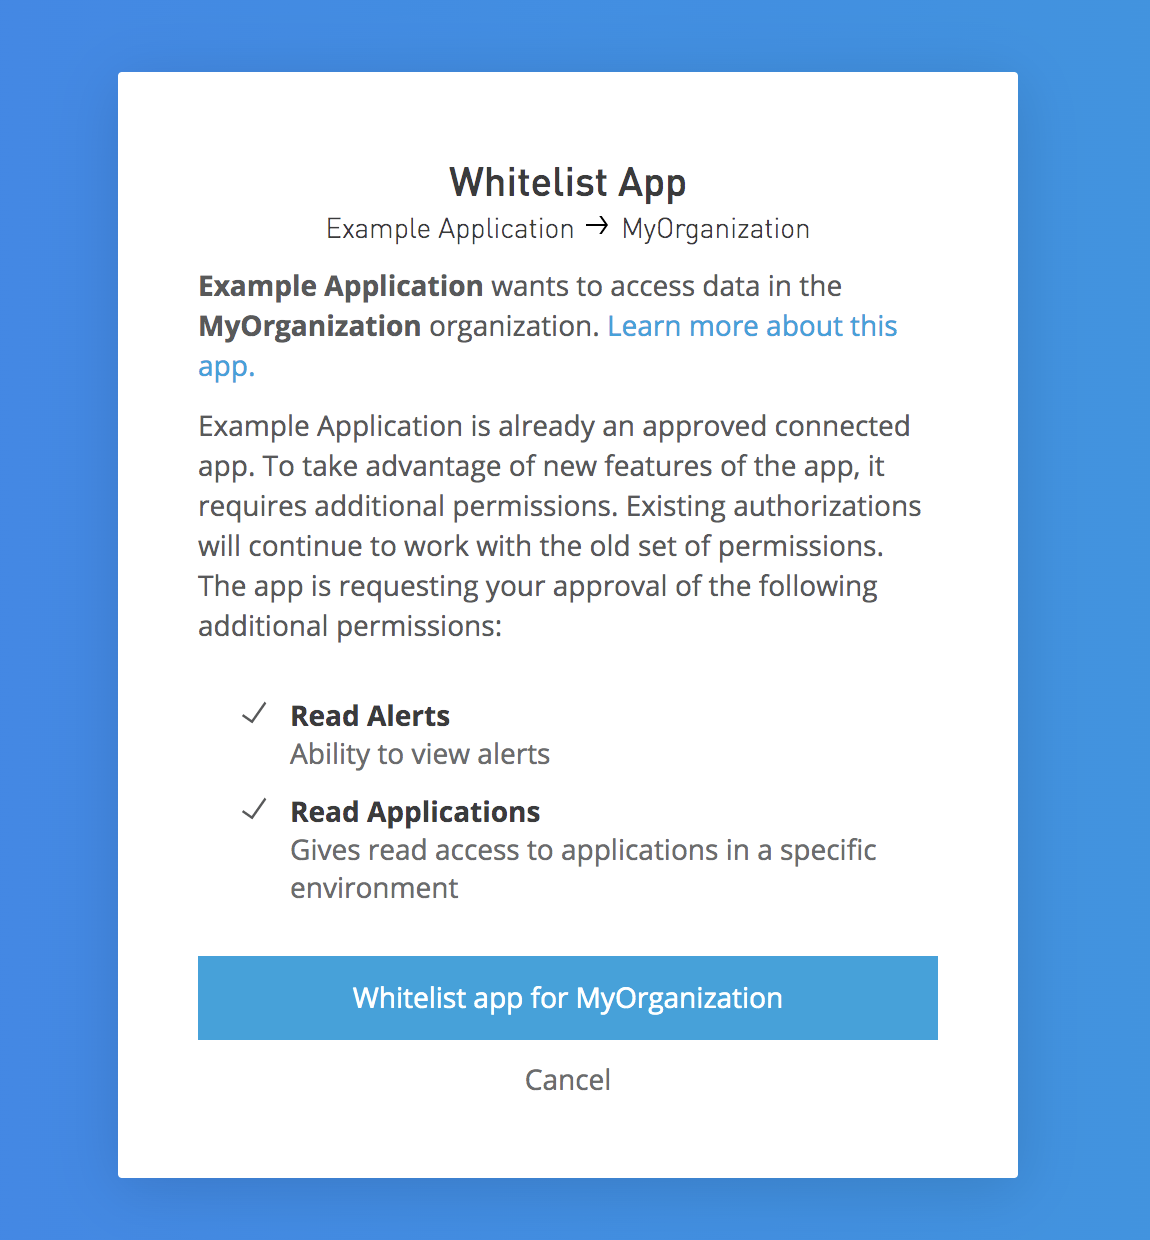 Whitelist App
Example Application → MyOrganization
Example Application wants to access data in the
MyOrganization organization. Learn more about this
app.
Example Application is already an approved connected
app. To take advantage of new features of the app, it
requires additional permissions. Existing authorizations
will continue to work with the old set of permissions.
The app is requesting your approval of the following
additional permissions:
Read Alerts
Ability to view alerts
Read Applications
Gives read access to applications in a specific
environment
Whitelist app for MyOrganization
Cancel